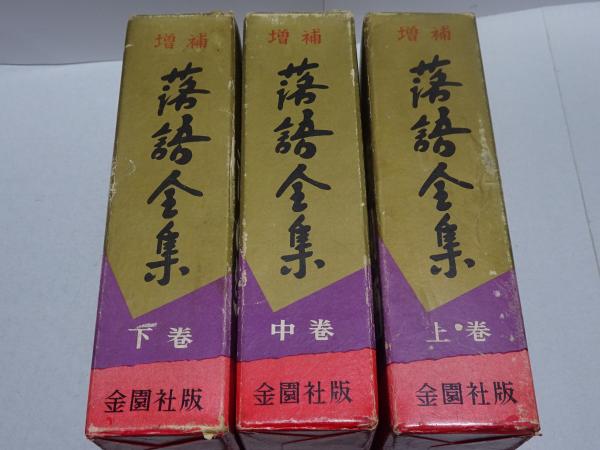 増補
落語全集
下巻
金園社版
増補
落語全集
中巻
金園社版
増補
落語全集
上巻
金園社版